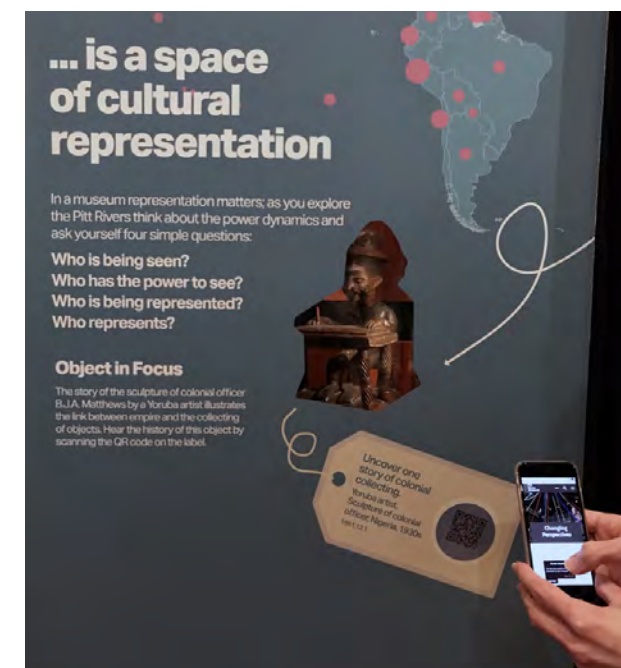 ... is a space
of cultural
representation
In a museum representation matters; as you explore
the Pitt Rivers think about the power dynamics and
ask yourself four simple questions:
Who is being seen?
Who has the power to see?
Who is being represented?
Who represents?
Object in Focus
The story of the sculpture of colonial officer
B.J.A. Matthews by a Yoruba artist illustrates
the link between empire and the collecting
of objects. Hear the history of this object by
scanning the QR code on the label.
Uncover one
story of colonial
collecting.
Yoruba artist,
Sculpture of colonial
officer, Nigeria, 1930s
Changing
Perspectives